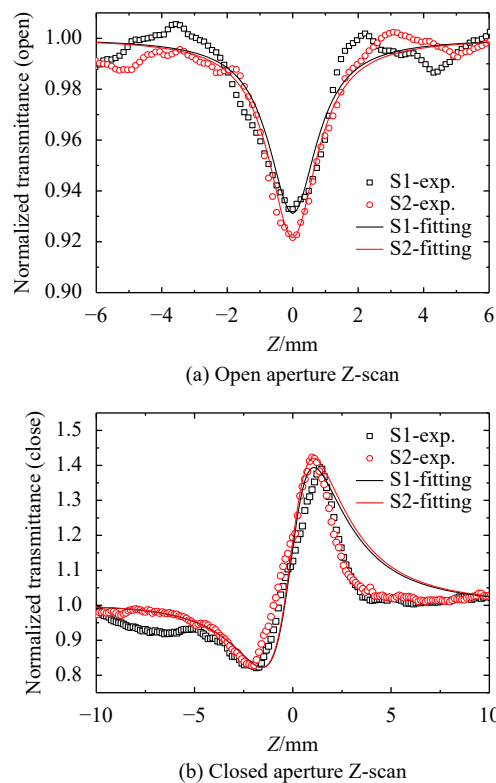 Normalized transmittance (open)
1.00
0.98
0.96
0.94
0.92
0.90
S1-exp.
S2-exp.
S1-fitting
S2-fitting
−6 −4 −2 0 2 4 6
Z/mm
(a) Open aperture Z-scan
Normalized transmittance (close)
1.5
1.4
1.3
1.2
1.1
1.0
0.9
0.8
S1-exp.
S2-exp.
S1-fitting
S2-fitting
−10 −5 0 5 10
Z/mm
(b) Closed aperture Z-scan